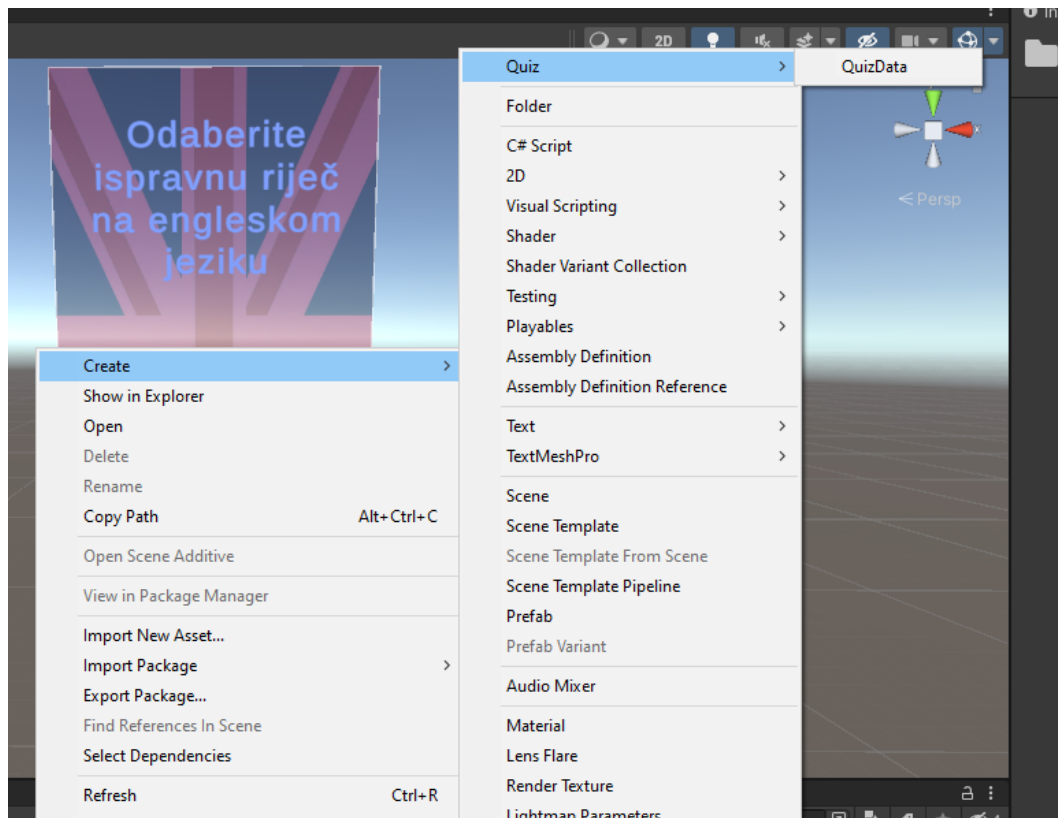 2D
Odaberite
ispravnu riječ
na engleskom
jeziku
Persp
Create
Show in Explorer
Open
Delete
Rename
Copy Path Alt+Ctrl+C
Open Scene Additive
View in Package Manager
Import New Asset...
Import Package
Export Package...
Find References In Scene
Select Dependencies
Refresh Ctrl+R
Quiz
Folder
C# Script
2D
Visual Scripting
Shader
Shader Variant Collection
Testing
Playables
Assembly Definition
Assembly Definition Reference
Text
TextMeshPro
Scene
Scene Template
Scene Template From Scene
Scene Template Pipeline
Prefab
Prefab Variant
Audio Mixer
Material
Lens Flare
Render Texture
Lightmap Parameters
QuizData